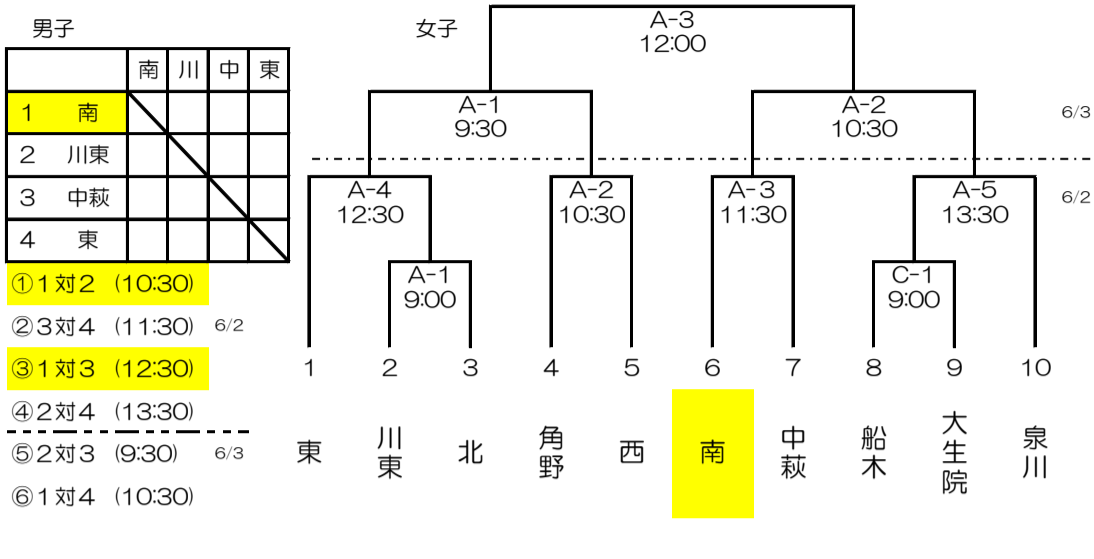 男子
南 川 中 東
1 南
2 川東
3 中萩
4 東
①1対2 (10:30)
②3対4 (11:30) 6/2
③1対3 (12:30)
④2対4 (13:30)
⑤2対3 (9:30) 6/3
⑥1対4 (10:30)
女子
A-3
12:00
A-1 A-2
9:30 10:30
6/3
A-4 A-2 A-3 A-5
12:30 10:30 11:30 13:30
6/2
A-1 C-1
9:00 9:00
1 2 3 4 5 6 7 8 9 10
東 川東 北 角野 西 南 中萩 船木 大生院 泉川